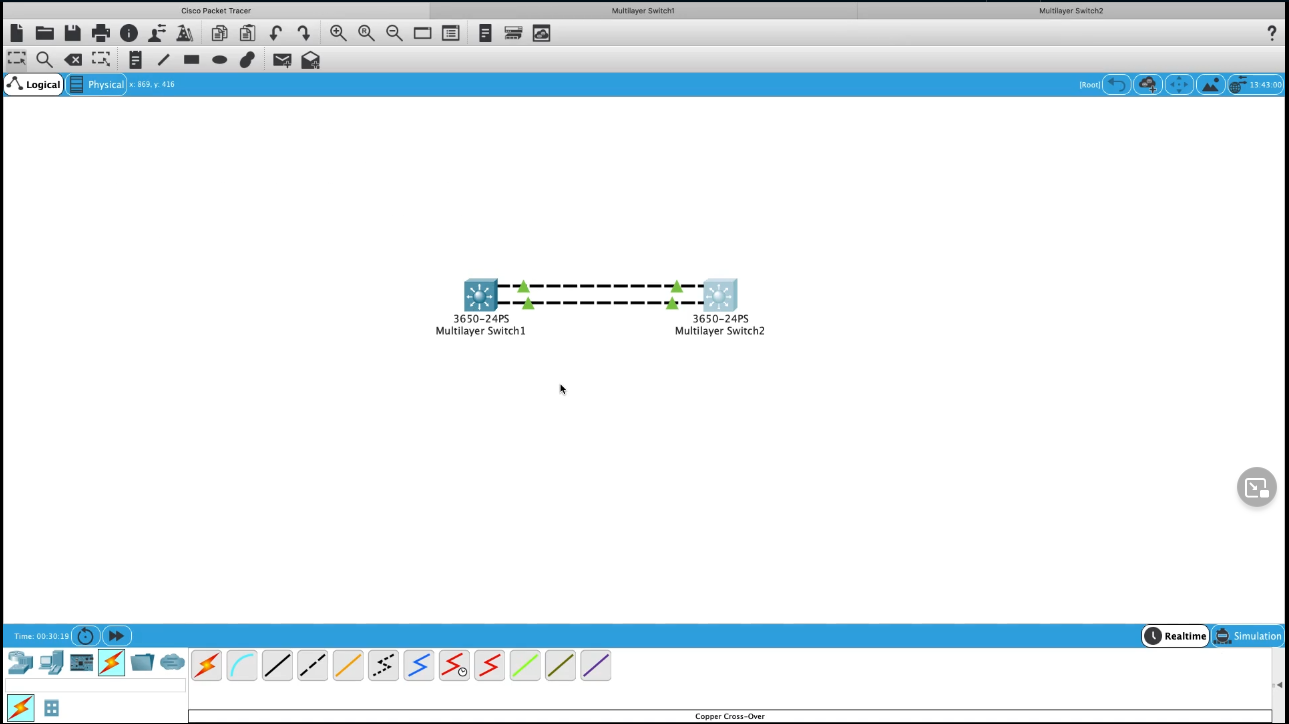 Cisco Packet Tracer
Multilayer Switch1
Multilayer Switch2
Logical
Physical
x: 869, y: 416
[Root]
13:43:00
3650-24PS
Multilayer Switch1
3650-24PS
Multilayer Switch2
Time: 00:30:19
Realtime
Simulation
Copper Cross-Over